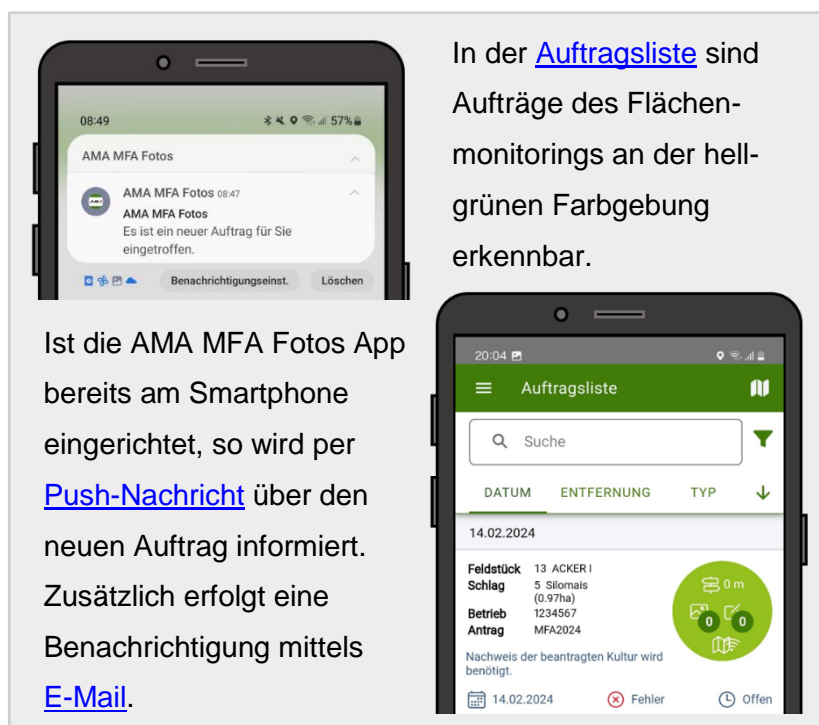 08:49
57%
AMA MFA Fotos
AMA MFA Fotos 08:47
AMA MFA Fotos
Es ist ein neuer Auftrag für Sie
eingetroffen.
Benachrichtigungseinst. Löschen
Ist die AMA MFA Fotos App
bereits am Smartphone
eingerichtet, so wird per
Push-Nachricht über den
neuen Auftrag informiert.
Zusätzlich erfolgt eine
Benachrichtigung mittels
E-Mail.
In der Auftragsliste sind
Aufträge des Flächen-
monitorings an der hell-
grünen Farbgebung
erkennbar.
20:04
Auftragsliste
Suche
DATUM ENTFERNUNG TYP
14.02.2024
Feldstück 13 ACKER I
Schlag 5 Silomais
(0.97ha)
Betrieb 1234567
Antrag MFA2024
0 m
0 0
Nachweis der beantragten Kultur wird
benötigt.
14.02.2024 Fehler Offen